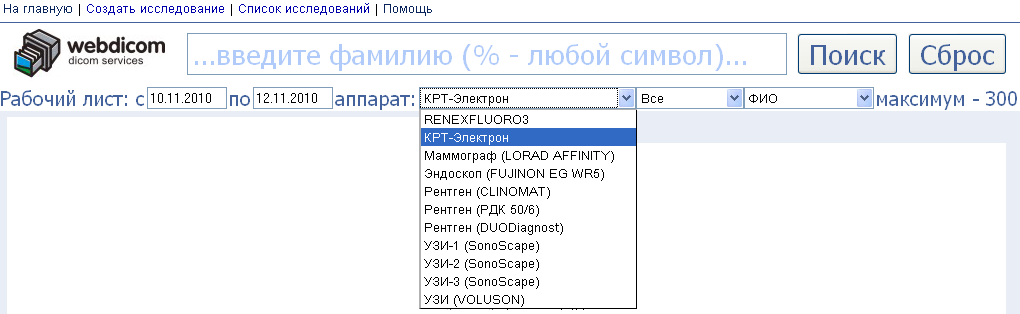 На главную | Создать исследование | Список исследований | Помощь
webdicom
dicom services
...введите фамилию (% - любой символ)...
Поиск
Сброс
Рабочий лист: с 10.11.2010 по 12.11.2010 аппарат: КРТ-Электрон Все ФИО максимум - 300
RENEXFLUORO3
КРТ-Электрон
Маммограф (LORAD AFFINITY)
Эндоскоп (FUJINON EG WR5)
Рентген (CLINOMAT)
Рентген (РДК 50/6)
Рентген (DUODiagnost)
УЗИ-1 (SonoScape)
УЗИ-2 (SonoScape)
УЗИ-3 (SonoScape)
УЗИ (VOLUSON)